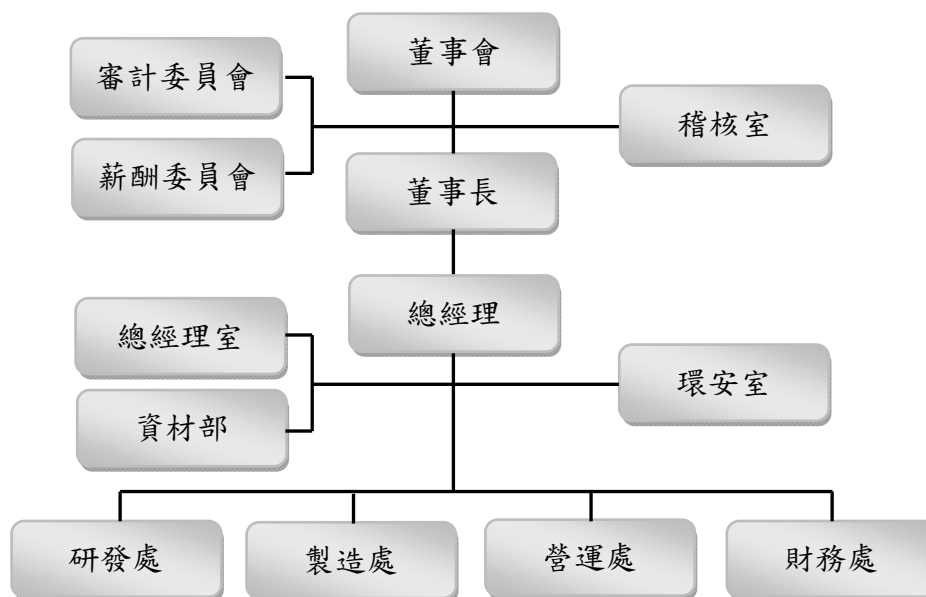 董事會
審計委員會
稽核室
薪酬委員會
董事長
總經理
總經理室
環安室
資材部
研發處
製造處
營運處
財務處